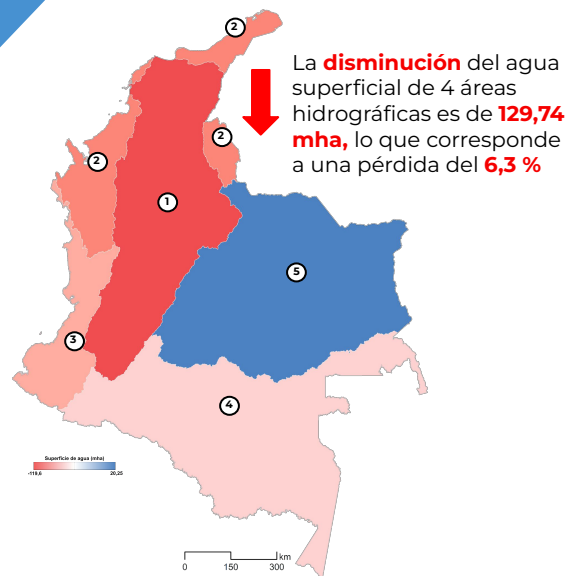 La disminución del agua
superficial de 4 áreas
hidrográficas es de 129,74
mha, lo que corresponde
a una pérdida del 6,3 %
2
2
2
1
5
3
4
Superficie de agua (mha)
-118,6 20,25
km
0 150 300